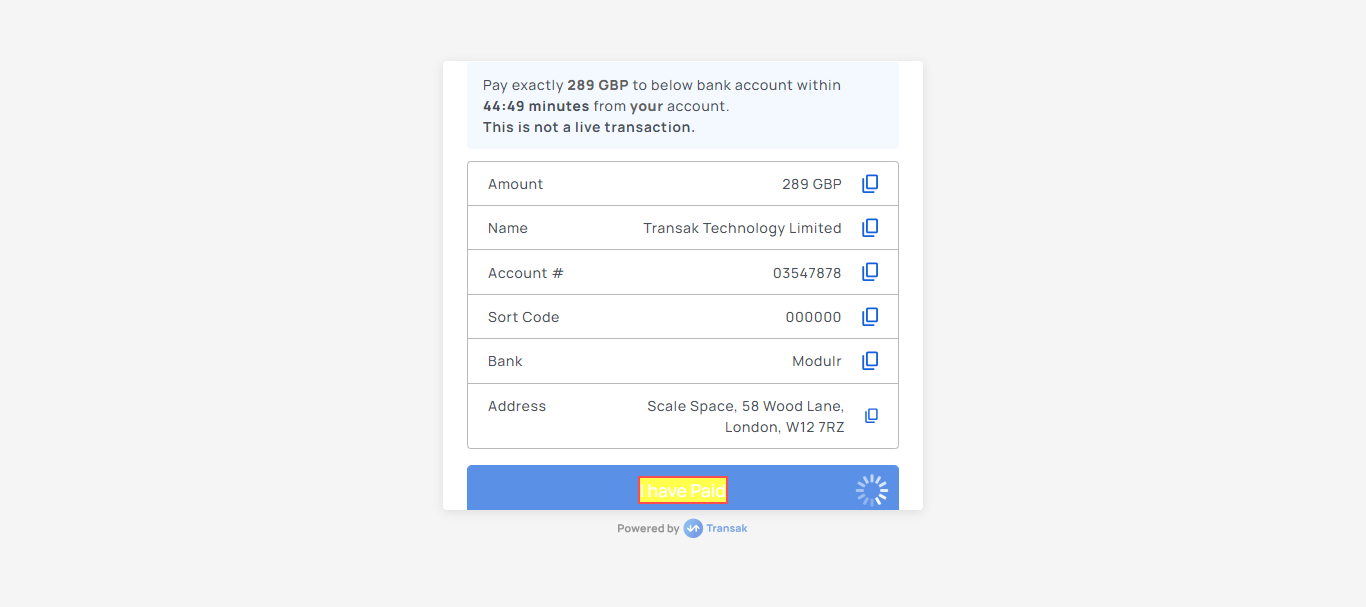 Pay exactly 289 GBP to below bank account within
44:49 minutes from your account.
This is not a live transaction.
Amount 289 GBP
Name Transak Technology Limited
Account # 03547878
Sort Code 000000
Bank Modulr
Address Scale Space, 58 Wood Lane,
London, W12 7RZ
I have Paid
Powered by Transak